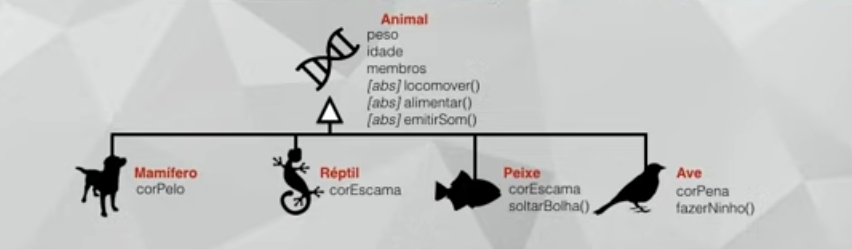 Animal
peso
idade
membros
[abs] locomover()
[abs] alimentar()
[abs] emitirSom()
Mamífero
corPelo
Réptil
corEscama
Peixe
corEscama
soltarBolha()
Ave
corPena
fazerNinho()